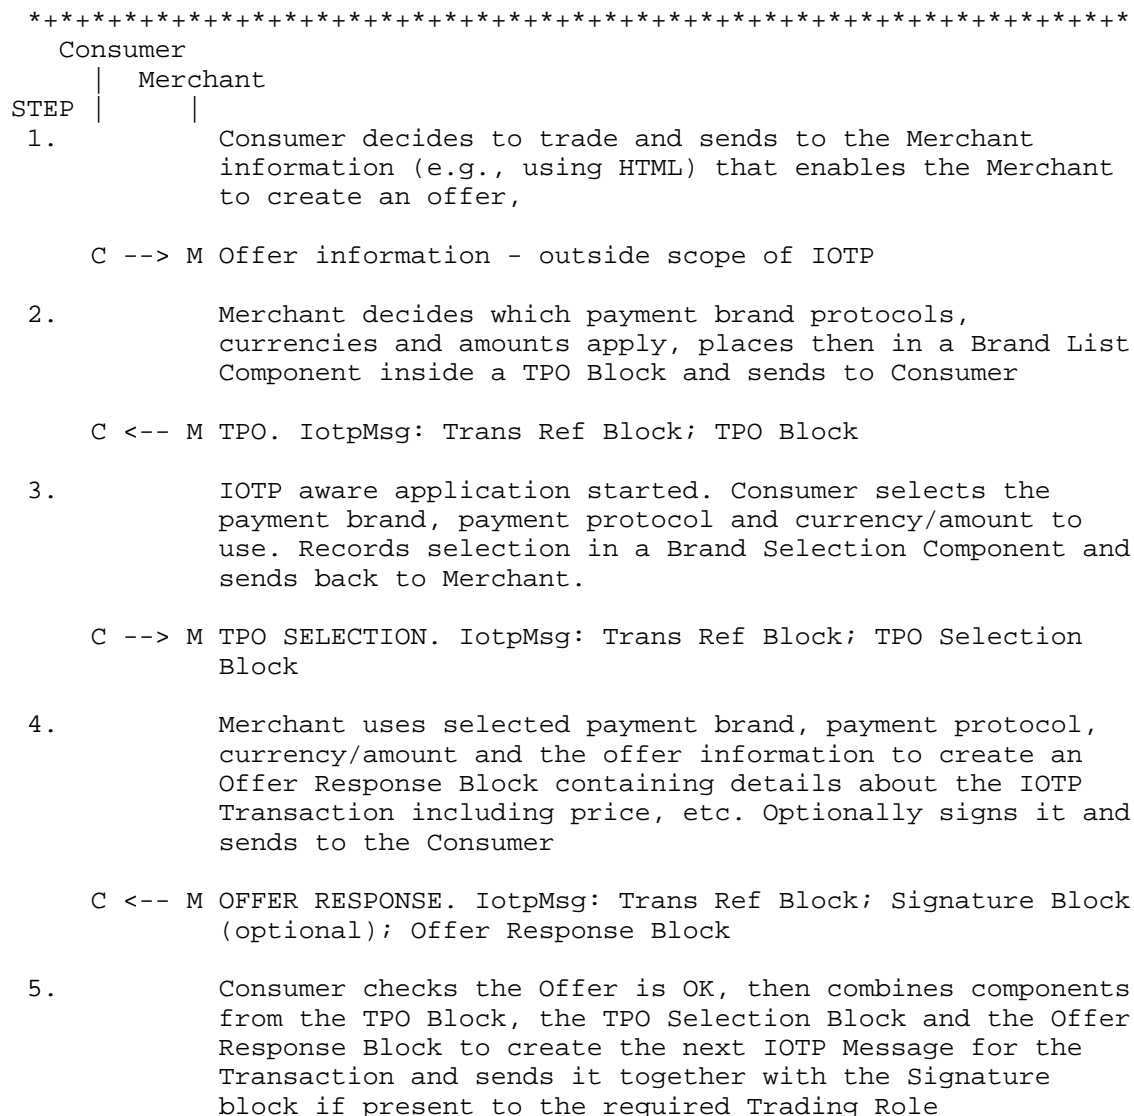 *+*+*+*+*+*+*+*+*+*+*+*+*+*+*+*+*+*+*+*+*+*+*+*+*+*+*+*+*+*+*+*+*+*+*
Consumer
| Merchant
STEP | |
1. Consumer decides to trade and sends to the Merchant
information (e.g., using HTML) that enables the Merchant
to create an offer,
C --> M Offer information - outside scope of IOTP
2. Merchant decides which payment brand protocols,
currencies and amounts apply, places then in a Brand List
Component inside a TPO Block and sends to Consumer
C <-- M TPO. IotpMsg: Trans Ref Block; TPO Block
3. IOTP aware application started. Consumer selects the
payment brand, payment protocol and currency/amount to
use. Records selection in a Brand Selection Component and
sends back to Merchant.
C --> M TPO SELECTION. IotpMsg: Trans Ref Block; TPO Selection
Block
4. Merchant uses selected payment brand, payment protocol,
currency/amount and the offer information to create an
Offer Response Block containing details about the IOTP
Transaction including price, etc. Optionally signs it and
sends to the Consumer
C <-- M OFFER RESPONSE. IotpMsg: Trans Ref Block; Signature Block
(optional); Offer Response Block
5. Consumer checks the Offer is OK, then combines components
from the TPO Block, the TPO Selection Block and the Offer
Response Block to create the next IOTP Message for the
Transaction and sends it together with the Signature
block if present to the required Trading Role